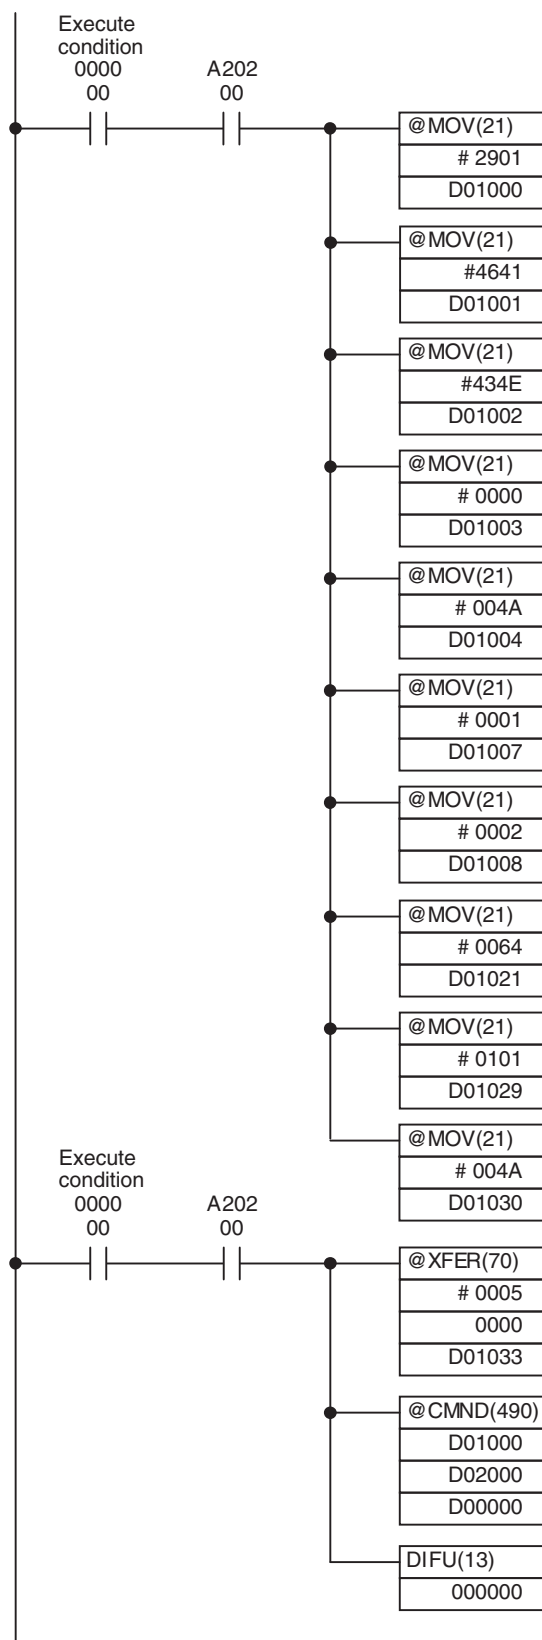 Execute
condition
0000 A202
00 00
@MOV(21)
# 2901
D01000
@MOV(21)
#4641
D01001
@MOV(21)
#434E
D01002
@MOV(21)
# 0000
D01003
@MOV(21)
# 004A
D01004
@MOV(21)
# 0001
D01007
@MOV(21)
# 0002
D01008
@MOV(21)
# 0064
D01021
@MOV(21)
# 0101
D01029
@MOV(21)
# 004A
D01030
Execute
condition
0000 A202
00 00
@XFER(70)
# 0005
0000
D01033
@CMND(490)
D01000
D02000
D00000
DIFU(13)
000000